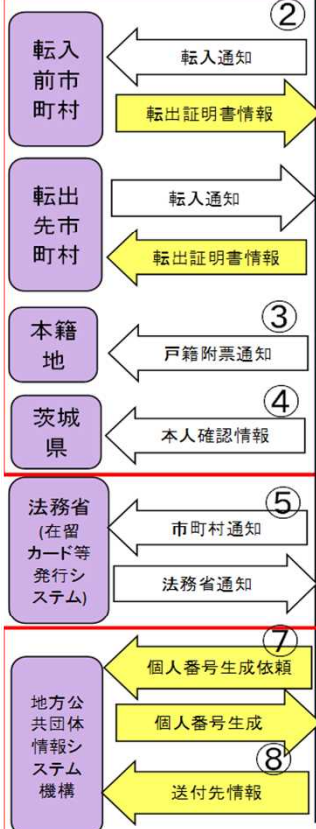 ②
転入
前市
町村
転入通知
転出証明書情報
転出
先市
町村
転入通知
転出証明書情報
本籍
地
③
戸籍附票通知
茨城
県
④
本人確認情報
法務省
(在留
カード等
発行シ
ステム)
⑤
市町村通知
法務省通知
地方公
共団体
情報シ
ステム
機構
⑦
個人番号生成依頼
個人番号生成
⑧
送付先情報